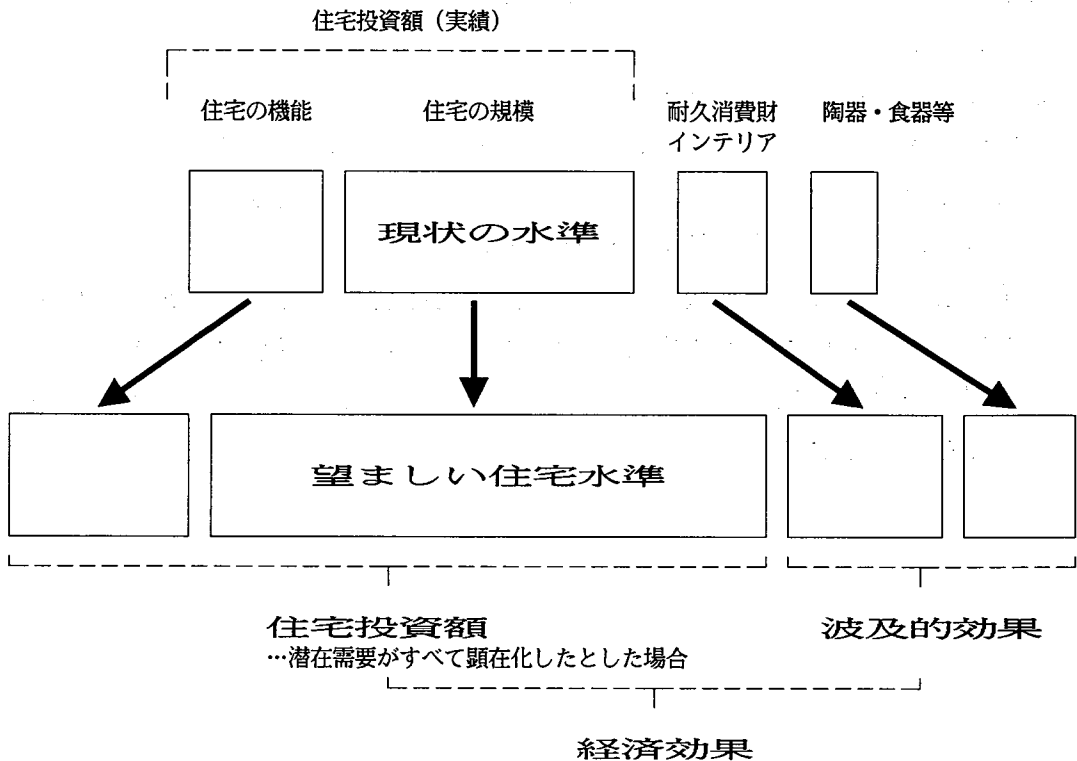 住宅投資額（実績）
住宅の機能
住宅の規模
耐久消費財
インテリア
陶器・食器等
現状の水準
望ましい住宅水準
住宅投資額
…潜在需要がすべて顕在化したとした場合
波及的効果
経済効果